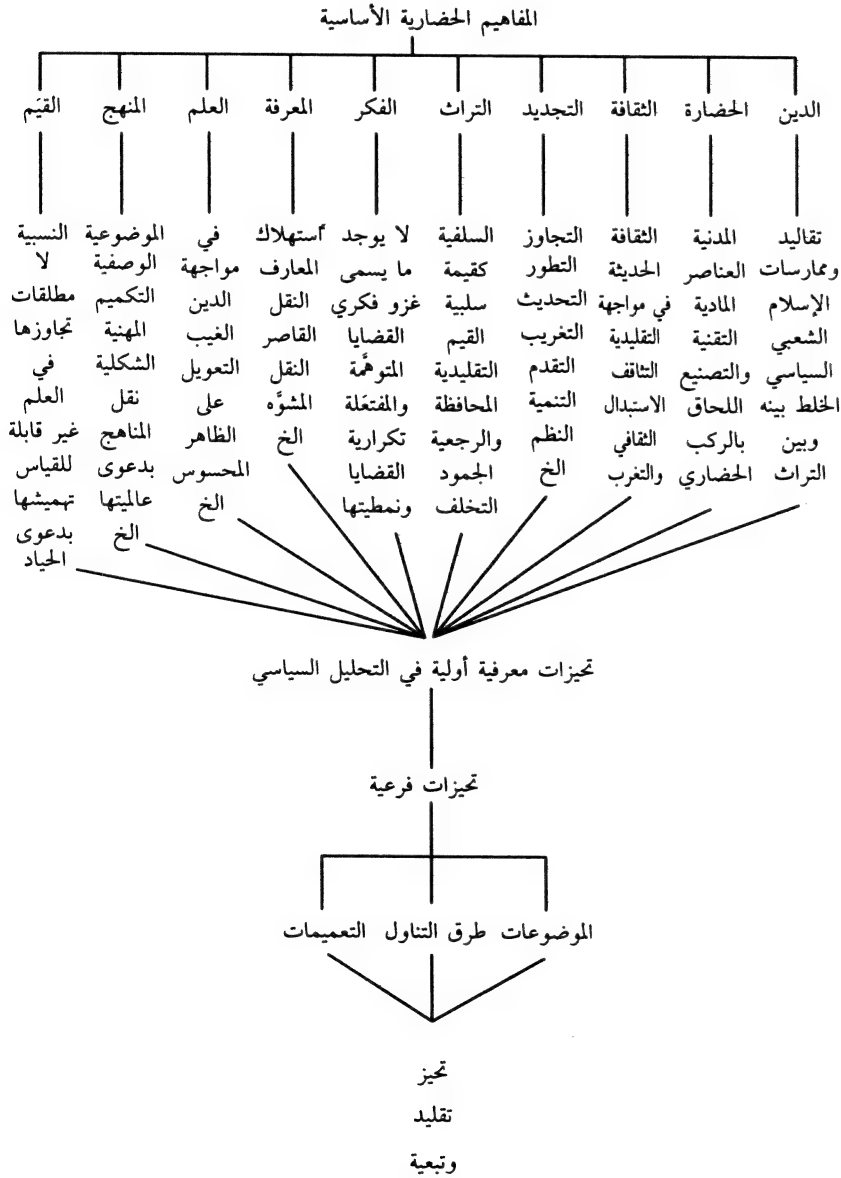 المفاهيم الحضارية الأساسية
الدين
تقاليد
وممارسات
الإسلام
الشعبي
السياسي
الخلط بينه
وبين
التراث
الحضارة
المدنية
العناصر
المادية
التقنية
والتصنيع
اللحاق
بالركب
الحضاري
الثقافة
الثقافة
الحديثة
في مواجهة
التقليدية
التثاقف
الاستبدال
الثقافي
والتغرب
التجديد
التجاوز
التطور
التحديث
التغريب
التقدم
التنمية
النظم
الخ
التراث
السلفية
كقيمة
سلبية
القيم
التقليدية
المحافظة
والرجعية
الجمود
التخلف
الفكر
لا يوجد
ما يسمى
غزو فكري
القضايا
المتوهَّمة
والمفتعَلة
تكرارية
القضايا
ونمطيتها
المعرفة
استهلاك
المعارف
النقل
القاصر
النقل
المشوَّه
الخ
العلم
في
مواجهة
الدين
الغيب
التعويل
على
الظاهر
المحسوس
الخ
المنهج
الموضوعية
الوصفية
التكميم
المهنية
الشكلية
نقل
المناهج
بدعوى
عالميتها
الخ
القيَم
النسبية
لا
مطلقات
تجاوزها
في
العلم
غير قابلة
للقياس
تهميشها
بدعوى
الحياد
تحيزات معرفية أولية في التحليل السياسي
تحيزات فرعية
الموضوعات
طرق التناول
التعميمات
تحيز
تقليد
وتبعية